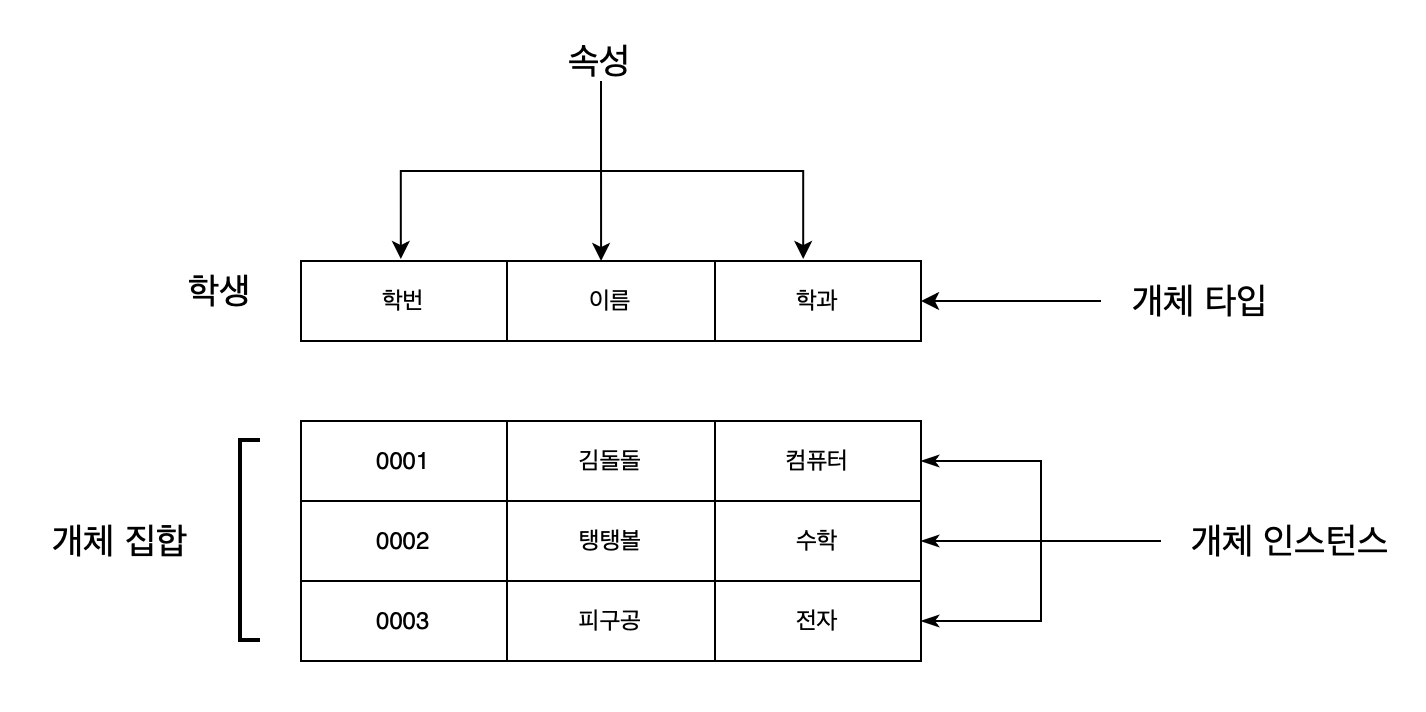 속성
학생
학번 이름 학과
개체 타입
개체 집합
0001 김돌돌 컴퓨터
0002 탱탱볼 수학
0003 피구공 전자
개체 인스턴스